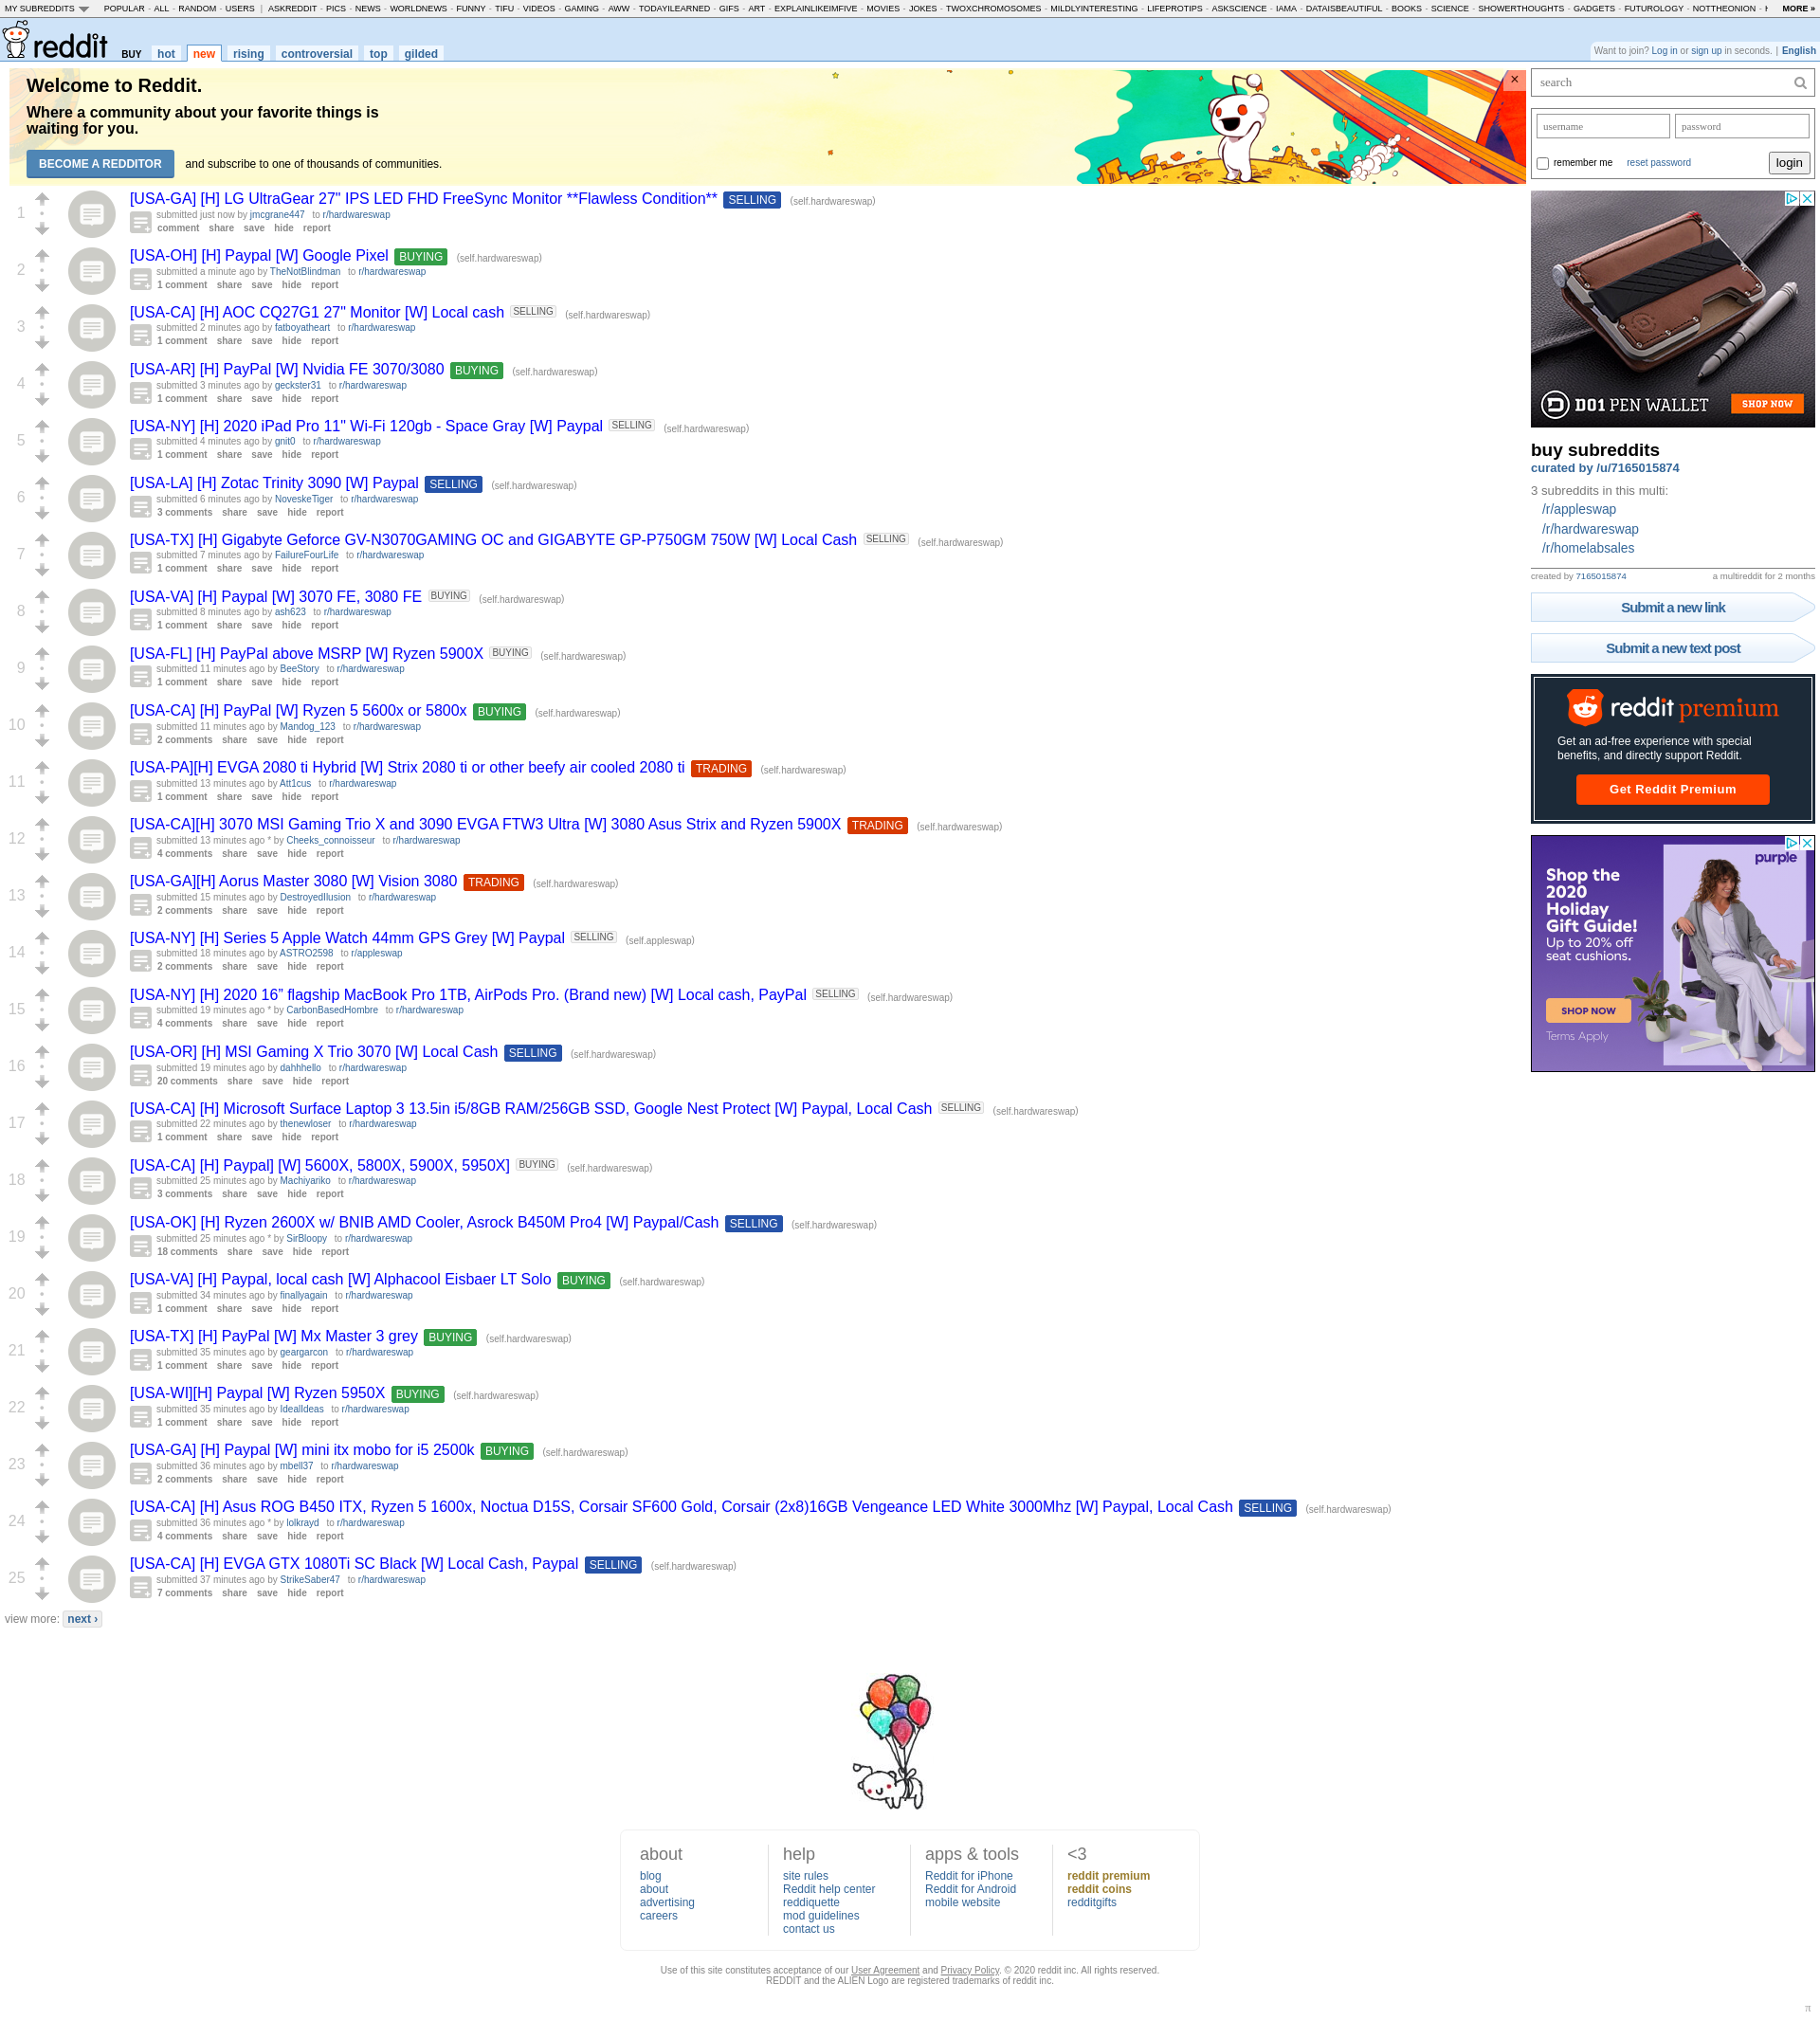 MY SUBREDDITS POPULAR - ALL - RANDOM - USERS | ASKREDDIT - PICS - NEWS - WORLDNEWS - FUNNY - TIFU - VIDEOS - GAMING - AWW - TODAYILEARNED - GIFS - ART - EXPLAINLIKEIMFIVE - MOVIES - JOKES - TWOXCHROMOSOMES - MILDLYINTERESTING - LIFEPROTIPS - ASKSCIENCE - IAMA - DATAISBEAUTIFUL - BOOKS - SCIENCE - SHOWERTHOUGHTS - GADGETS - FUTUROLOGY - NOTTHEONION - MORE »
reddit BUY hot new rising controversial top gilded
Want to join? Log in or sign up in seconds. | English
Welcome to Reddit.
Where a community about your favorite things is
waiting for you.
BECOME A REDDITOR and subscribe to one of thousands of communities.
1
[USA-GA] [H] LG UltraGear 27" IPS LED FHD FreeSync Monitor **Flawless Condition** SELLING (self.hardwareswap)
submitted just now by jmcgrane447 to r/hardwareswap
comment share save hide report
2
[USA-OH] [H] Paypal [W] Google Pixel BUYING (self.hardwareswap)
submitted a minute ago by TheNotBlindman to r/hardwareswap
1 comment share save hide report
3
[USA-CA] [H] AOC CQ27G1 27" Monitor [W] Local cash SELLING (self.hardwareswap)
submitted 2 minutes ago by fatboyatheart to r/hardwareswap
1 comment share save hide report
4
[USA-AR] [H] PayPal [W] Nvidia FE 3070/3080 BUYING (self.hardwareswap)
submitted 3 minutes ago by geckster31 to r/hardwareswap
1 comment share save hide report
5
[USA-NY] [H] 2020 iPad Pro 11" Wi-Fi 120gb - Space Gray [W] Paypal SELLING (self.hardwareswap)
submitted 4 minutes ago by gnit0 to r/hardwareswap
1 comment share save hide report
6
[USA-LA] [H] Zotac Trinity 3090 [W] Paypal SELLING (self.hardwareswap)
submitted 6 minutes ago by NoveskeTiger to r/hardwareswap
3 comments share save hide report
7
[USA-TX] [H] Gigabyte Geforce GV-N3070GAMING OC and GIGABYTE GP-P750GM 750W [W] Local Cash SELLING (self.hardwareswap)
submitted 7 minutes ago by FailureFourLife to r/hardwareswap
1 comment share save hide report
8
[USA-VA] [H] Paypal [W] 3070 FE, 3080 FE BUYING (self.hardwareswap)
submitted 8 minutes ago by ash623 to r/hardwareswap
1 comment share save hide report
9
[USA-FL] [H] PayPal above MSRP [W] Ryzen 5900X BUYING (self.hardwareswap)
submitted 11 minutes ago by BeeStory to r/hardwareswap
1 comment share save hide report
10
[USA-CA] [H] PayPal [W] Ryzen 5 5600x or 5800x BUYING (self.hardwareswap)
submitted 11 minutes ago by Mandog_123 to r/hardwareswap
2 comments share save hide report
11
[USA-PA][H] EVGA 2080 ti Hybrid [W] Strix 2080 ti or other beefy air cooled 2080 ti TRADING (self.hardwareswap)
submitted 13 minutes ago by Att1cus to r/hardwareswap
1 comment share save hide report
12
[USA-CA][H] 3070 MSI Gaming Trio X and 3090 EVGA FTW3 Ultra [W] 3080 Asus Strix and Ryzen 5900X TRADING (self.hardwareswap)
submitted 13 minutes ago * by Cheeks_connoisseur to r/hardwareswap
4 comments share save hide report
13
[USA-GA][H] Aorus Master 3080 [W] Vision 3080 TRADING (self.hardwareswap)
submitted 15 minutes ago by DestroyedIlusion to r/hardwareswap
2 comments share save hide report
14
[USA-NY] [H] Series 5 Apple Watch 44mm GPS Grey [W] Paypal SELLING (self.appleswap)
submitted 18 minutes ago by ASTRO2598 to r/appleswap
2 comments share save hide report
15
[USA-NY] [H] 2020 16” flagship MacBook Pro 1TB, AirPods Pro. (Brand new) [W] Local cash, PayPal SELLING (self.hardwareswap)
submitted 19 minutes ago * by CarbonBasedHombre to r/hardwareswap
4 comments share save hide report
16
[USA-OR] [H] MSI Gaming X Trio 3070 [W] Local Cash SELLING (self.hardwareswap)
submitted 19 minutes ago by dahhhello to r/hardwareswap
20 comments share save hide report
17
[USA-CA] [H] Microsoft Surface Laptop 3 13.5in i5/8GB RAM/256GB SSD, Google Nest Protect [W] Paypal, Local Cash SELLING (self.hardwareswap)
submitted 22 minutes ago by thenewloser to r/hardwareswap
1 comment share save hide report
18
[USA-CA] [H] Paypal] [W] 5600X, 5800X, 5900X, 5950X] BUYING (self.hardwareswap)
submitted 25 minutes ago by Machiyariko to r/hardwareswap
3 comments share save hide report
19
[USA-OK] [H] Ryzen 2600X w/ BNIB AMD Cooler, Asrock B450M Pro4 [W] Paypal/Cash SELLING (self.hardwareswap)
submitted 25 minutes ago * by SirBloopy to r/hardwareswap
18 comments share save hide report
20
[USA-VA] [H] Paypal, local cash [W] Alphacool Eisbaer LT Solo BUYING (self.hardwareswap)
submitted 34 minutes ago by finallyagain to r/hardwareswap
1 comment share save hide report
21
[USA-TX] [H] PayPal [W] Mx Master 3 grey BUYING (self.hardwareswap)
submitted 35 minutes ago by geargarcon to r/hardwareswap
1 comment share save hide report
22
[USA-WI][H] Paypal [W] Ryzen 5950X BUYING (self.hardwareswap)
submitted 35 minutes ago by IdealIdeas to r/hardwareswap
1 comment share save hide report
23
[USA-GA] [H] Paypal [W] mini itx mobo for i5 2500k BUYING (self.hardwareswap)
submitted 36 minutes ago by mbell37 to r/hardwareswap
2 comments share save hide report
24
[USA-CA] [H] Asus ROG B450 ITX, Ryzen 5 1600x, Noctua D15S, Corsair SF600 Gold, Corsair (2x8)16GB Vengeance LED White 3000Mhz [W] Paypal, Local Cash SELLING (self.hardwareswap)
submitted 36 minutes ago * by lolkrayd to r/hardwareswap
4 comments share save hide report
25
[USA-CA] [H] EVGA GTX 1080Ti SC Black [W] Local Cash, Paypal SELLING (self.hardwareswap)
submitted 37 minutes ago by StrikeSaber47 to r/hardwareswap
7 comments share save hide report
view more: next ›
search
username password
remember me reset password login
D01 PEN WALLET SHOP NOW
buy subreddits
curated by /u/7165015874
3 subreddits in this multi:
/r/appleswap
/r/hardwareswap
/r/homelabsales
created by 7165015874 a multireddit for 2 months
Submit a new link
Submit a new text post
reddit premium
Get an ad-free experience with special
benefits, and directly support Reddit.
Get Reddit Premium
purple
Shop the
2020
Holiday
Gift Guide!
Up to 20% off
seat cushions.
SHOP NOW
Terms Apply
about
blog
about
advertising
careers
help
site rules
Reddit help center
reddiquette
mod guidelines
contact us
apps & tools
Reddit for iPhone
Reddit for Android
mobile website
<3
reddit premium
reddit coins
redditgifts
Use of this site constitutes acceptance of our User Agreement and Privacy Policy. © 2020 reddit inc. All rights reserved.
REDDIT and the ALIEN Logo are registered trademarks of reddit inc.
π